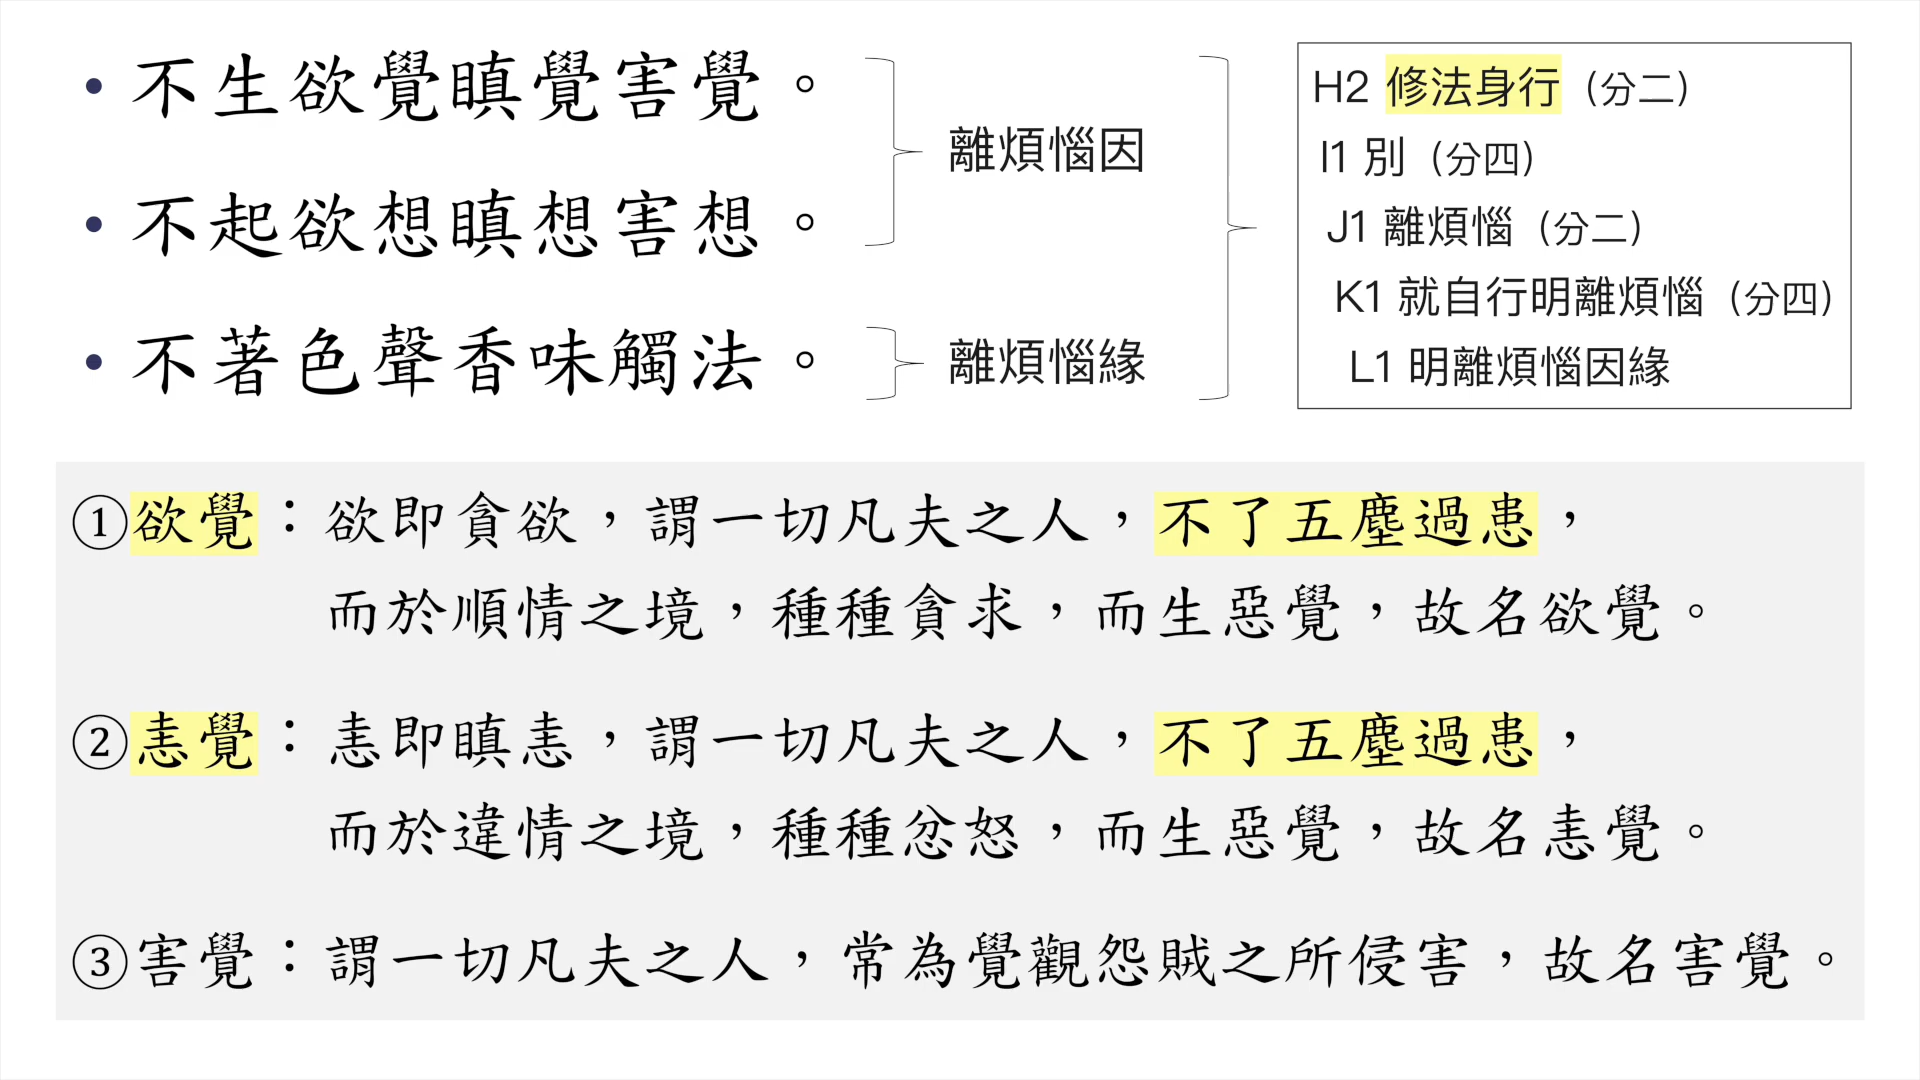 • 不生欲覺瞋覺害覺。
• 不起欲想瞋想害想。
• 不著色聲香味觸法。
離煩惱因
離煩惱緣
H2 修法身行（分二）
I1 別（分四）
J1 離煩惱（分二）
K1 就自行明離煩惱（分四）
L1 明離煩惱因緣
①欲覺：欲即貪欲，謂一切凡夫之人，不了五塵過患，
而於順情之境，種種貪求，而生惡覺，故名欲覺。
②恚覺：恚即瞋恚，謂一切凡夫之人，不了五塵過患，
而於違情之境，種種忿怒，而生惡覺，故名恚覺。
③害覺：謂一切凡夫之人，常為覺觀怨賊之所侵害，故名害覺。